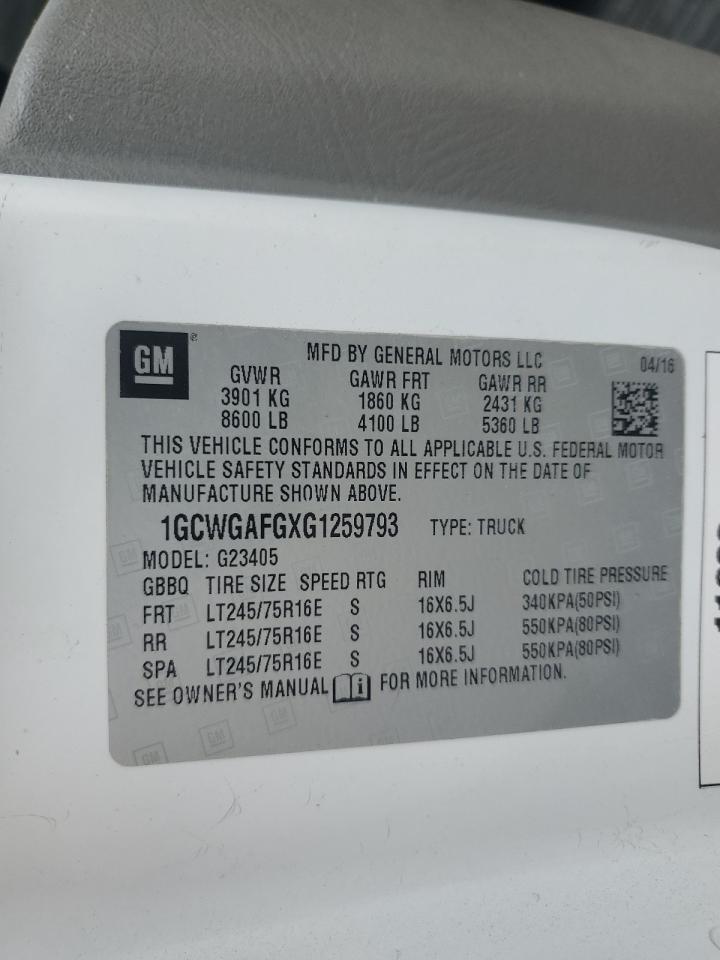 GM
MFD BY GENERAL MOTORS LLC 04/16
GVWR GAWR FRT GAWR RR
3901 KG 1860 KG 2431 KG
8600 LB 4100 LB 5360 LB
THIS VEHICLE CONFORMS TO ALL APPLICABLE U.S. FEDERAL MOTOR
VEHICLE SAFETY STANDARDS IN EFFECT ON THE DATE OF
MANUFACTURE SHOWN ABOVE.
1GCWGAFGXG1259793 TYPE: TRUCK
MODEL: G23405
GBBQ TIRE SIZE SPEED RTG RIM COLD TIRE PRESSURE
FRT LT245/75R16E S 16X6.5J 340KPA(50PSI)
RR LT245/75R16E S 16X6.5J 550KPA(80PSI)
SPA LT245/75R16E S 16X6.5J 550KPA(80PSI)
SEE OWNER'S MANUAL FOR MORE INFORMATION.